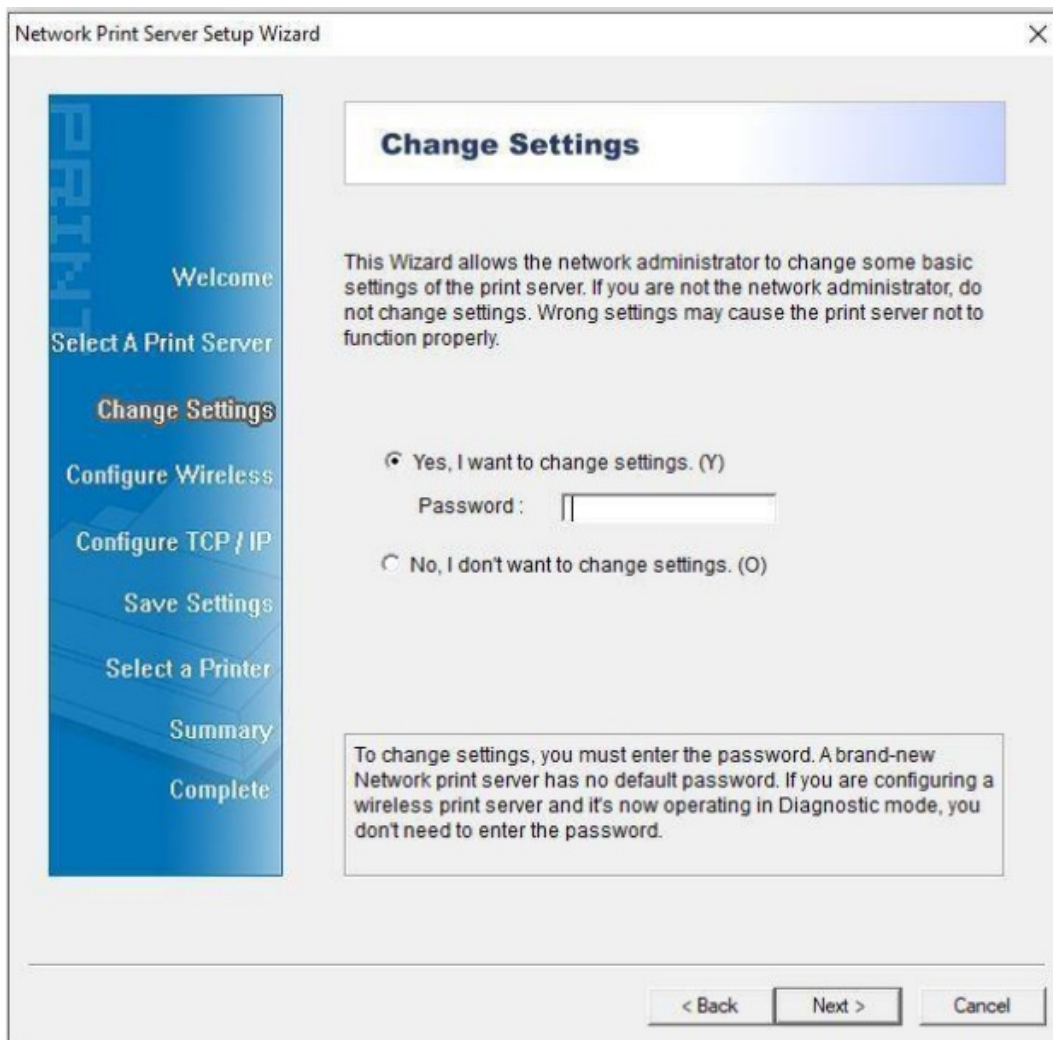 Network Print Server Setup Wizard
PRINT
Welcome
Select A Print Server
Change Settings
Configure Wireless
Configure TCP / IP
Save Settings
Select a Printer
Summary
Complete
Change Settings
This Wizard allows the network administrator to change some basic
settings of the print server. If you are not the network administrator, do
not change settings. Wrong settings may cause the print server not to
function properly.
Yes, I want to change settings. (Y)
Password :
No, I don't want to change settings. (O)
To change settings, you must enter the password. A brand-new
Network print server has no default password. If you are configuring a
wireless print server and it's now operating in Diagnostic mode, you
don't need to enter the password.
< Back
Next >
Cancel